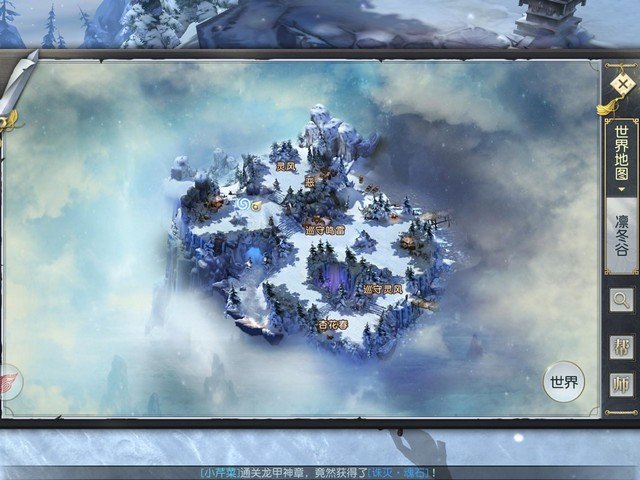 灵风
巡守鸣雷
巡守灵风
杏花春
世界地图
凛冬谷
帮
师
世界
[小芹菜]通关龙甲神章，竟然获得了[诛灭·魂石]！